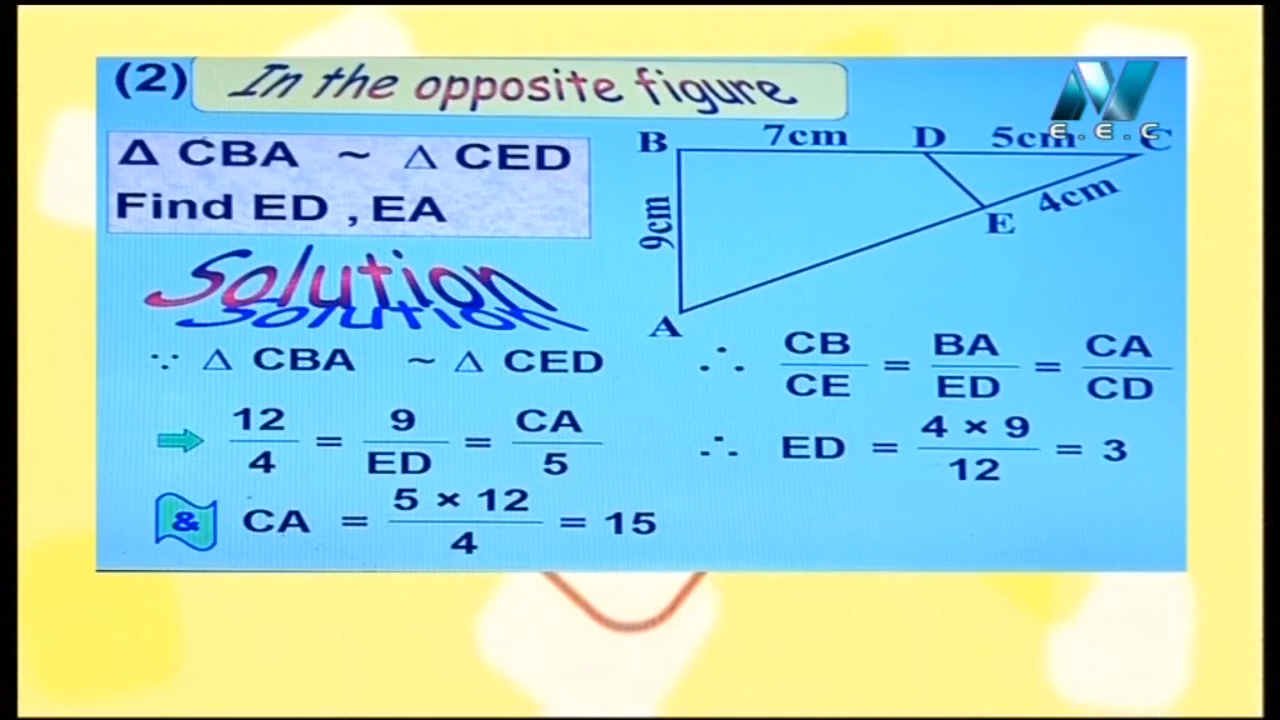 (2) In the opposite figure
Δ CBA ~ Δ CED
Find ED , EA
B 7cm D 5cm C
9cm
E 4cm
A
Solution
∵ Δ CBA ~ Δ CED
∴ CB/CE = BA/ED = CA/CD
12/4 = 9/ED = CA/5
∴ ED = 4 × 9/12 = 3
& CA = 5 × 12/4 = 15
E.E.C